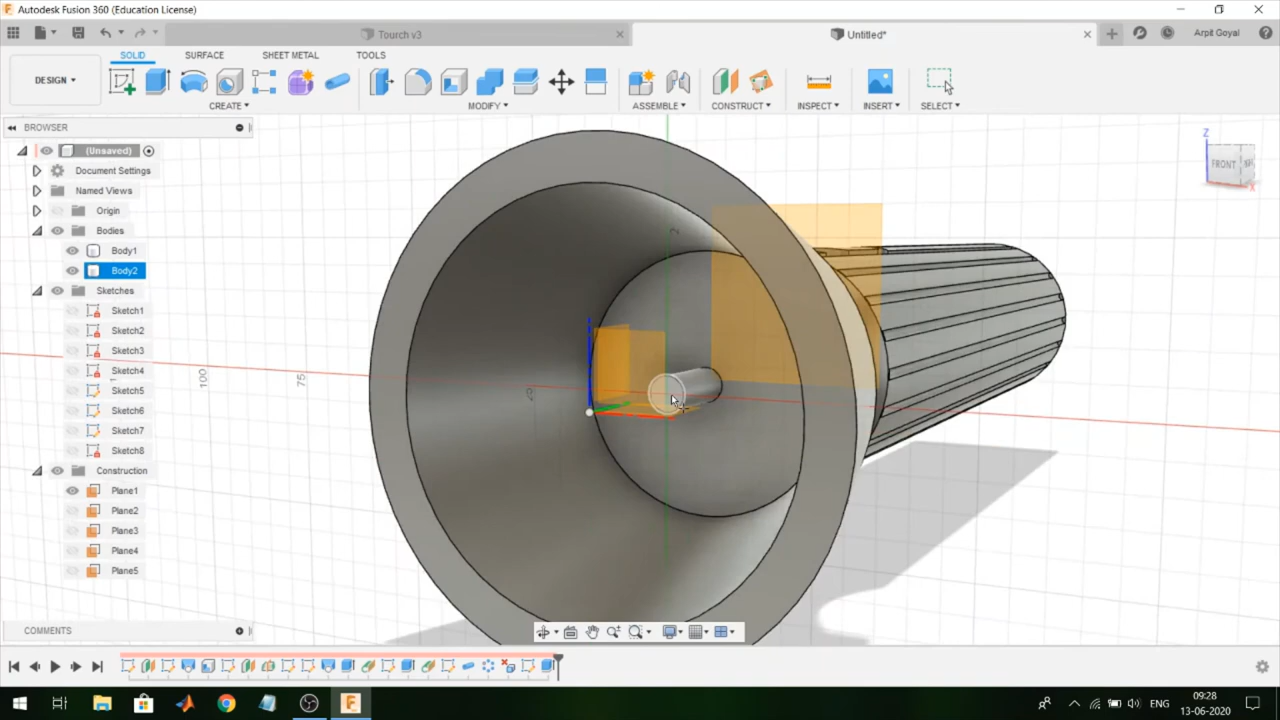 Autodesk Fusion 360 (Education License)
Tourch v3
Untitled*
Arpit Goyal
DESIGN
SOLID
SURFACE
SHEET METAL
TOOLS
CREATE
MODIFY
ASSEMBLE
CONSTRUCT
INSPECT
INSERT
SELECT
BROWSER
(Unsaved)
Document Settings
Named Views
Origin
Bodies
Body1
Body2
Sketches
Sketch1
Sketch2
Sketch3
Sketch4
Sketch5
Sketch6
Sketch7
Sketch8
Construction
Plane1
Plane2
Plane3
Plane4
Plane5
100
75
Z
FRONT
X
COMMENTS
ENG
09:28
13-06-2020